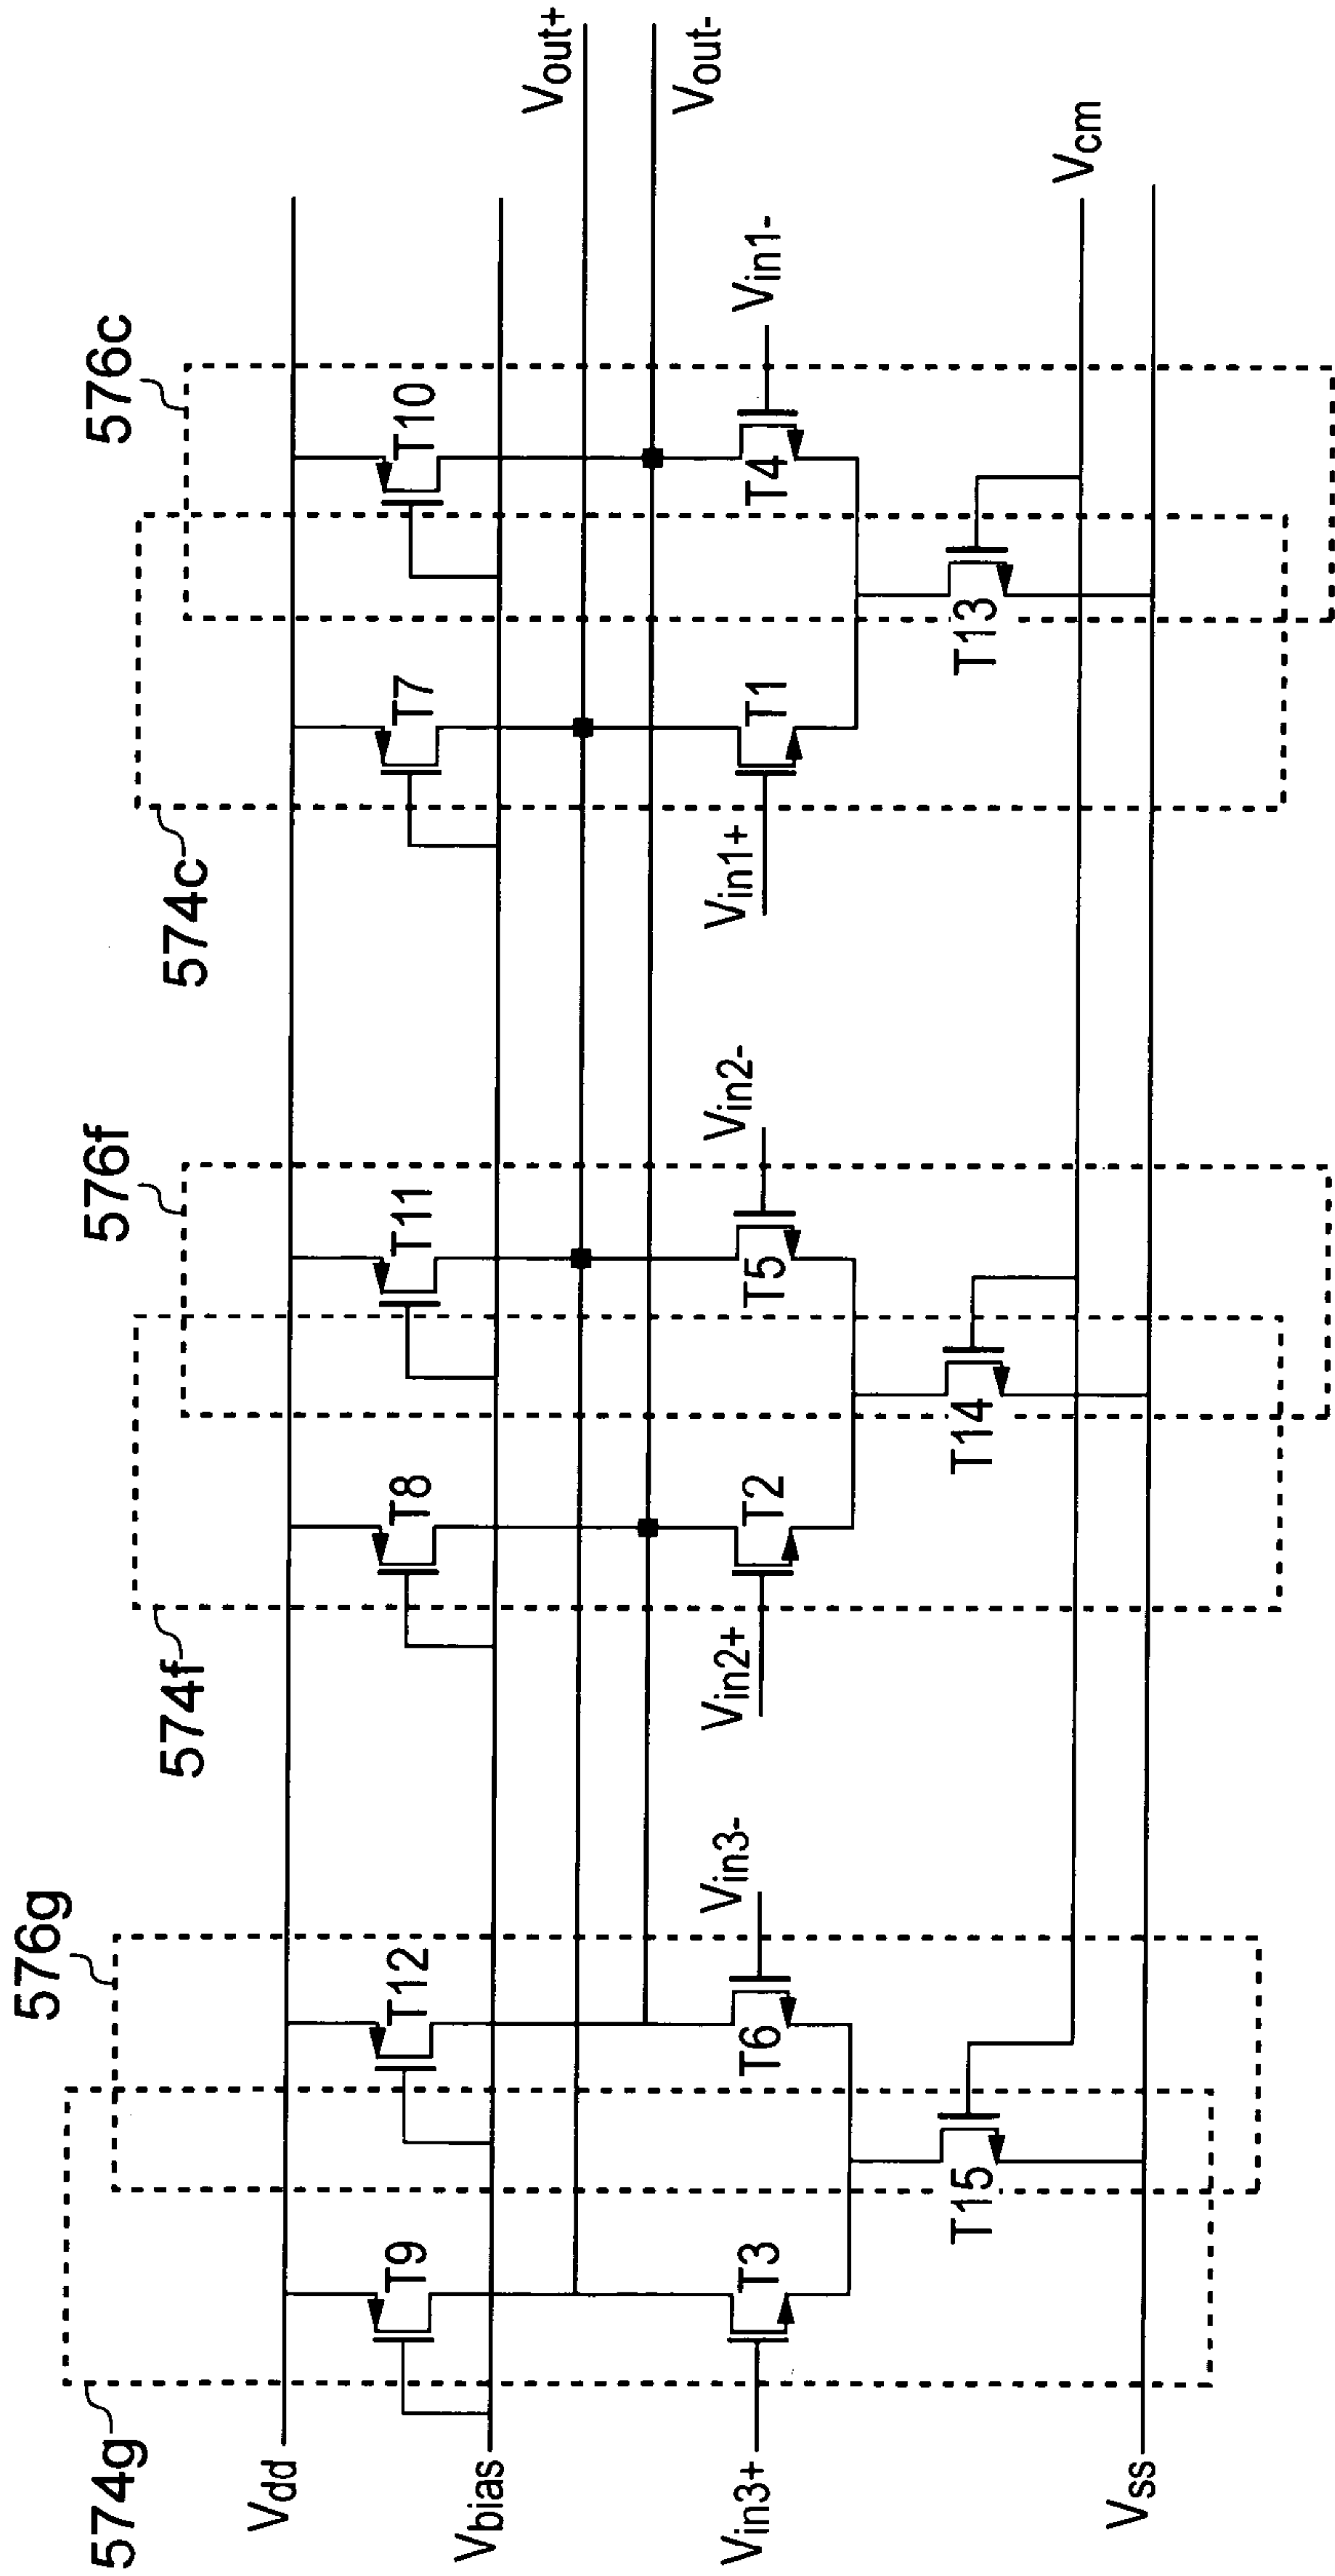 574g
576g
574f
576f
574c
576c
Vdd
T9
T12
T8
T11
T7
T10
Vbias
Vout+
Vout-
Vin3+
T3
T6
Vin3-
Vin2+
T2
T5
Vin2-
Vin1+
T1
T4
Vin1-
T15
T14
T13
Vcm
Vss